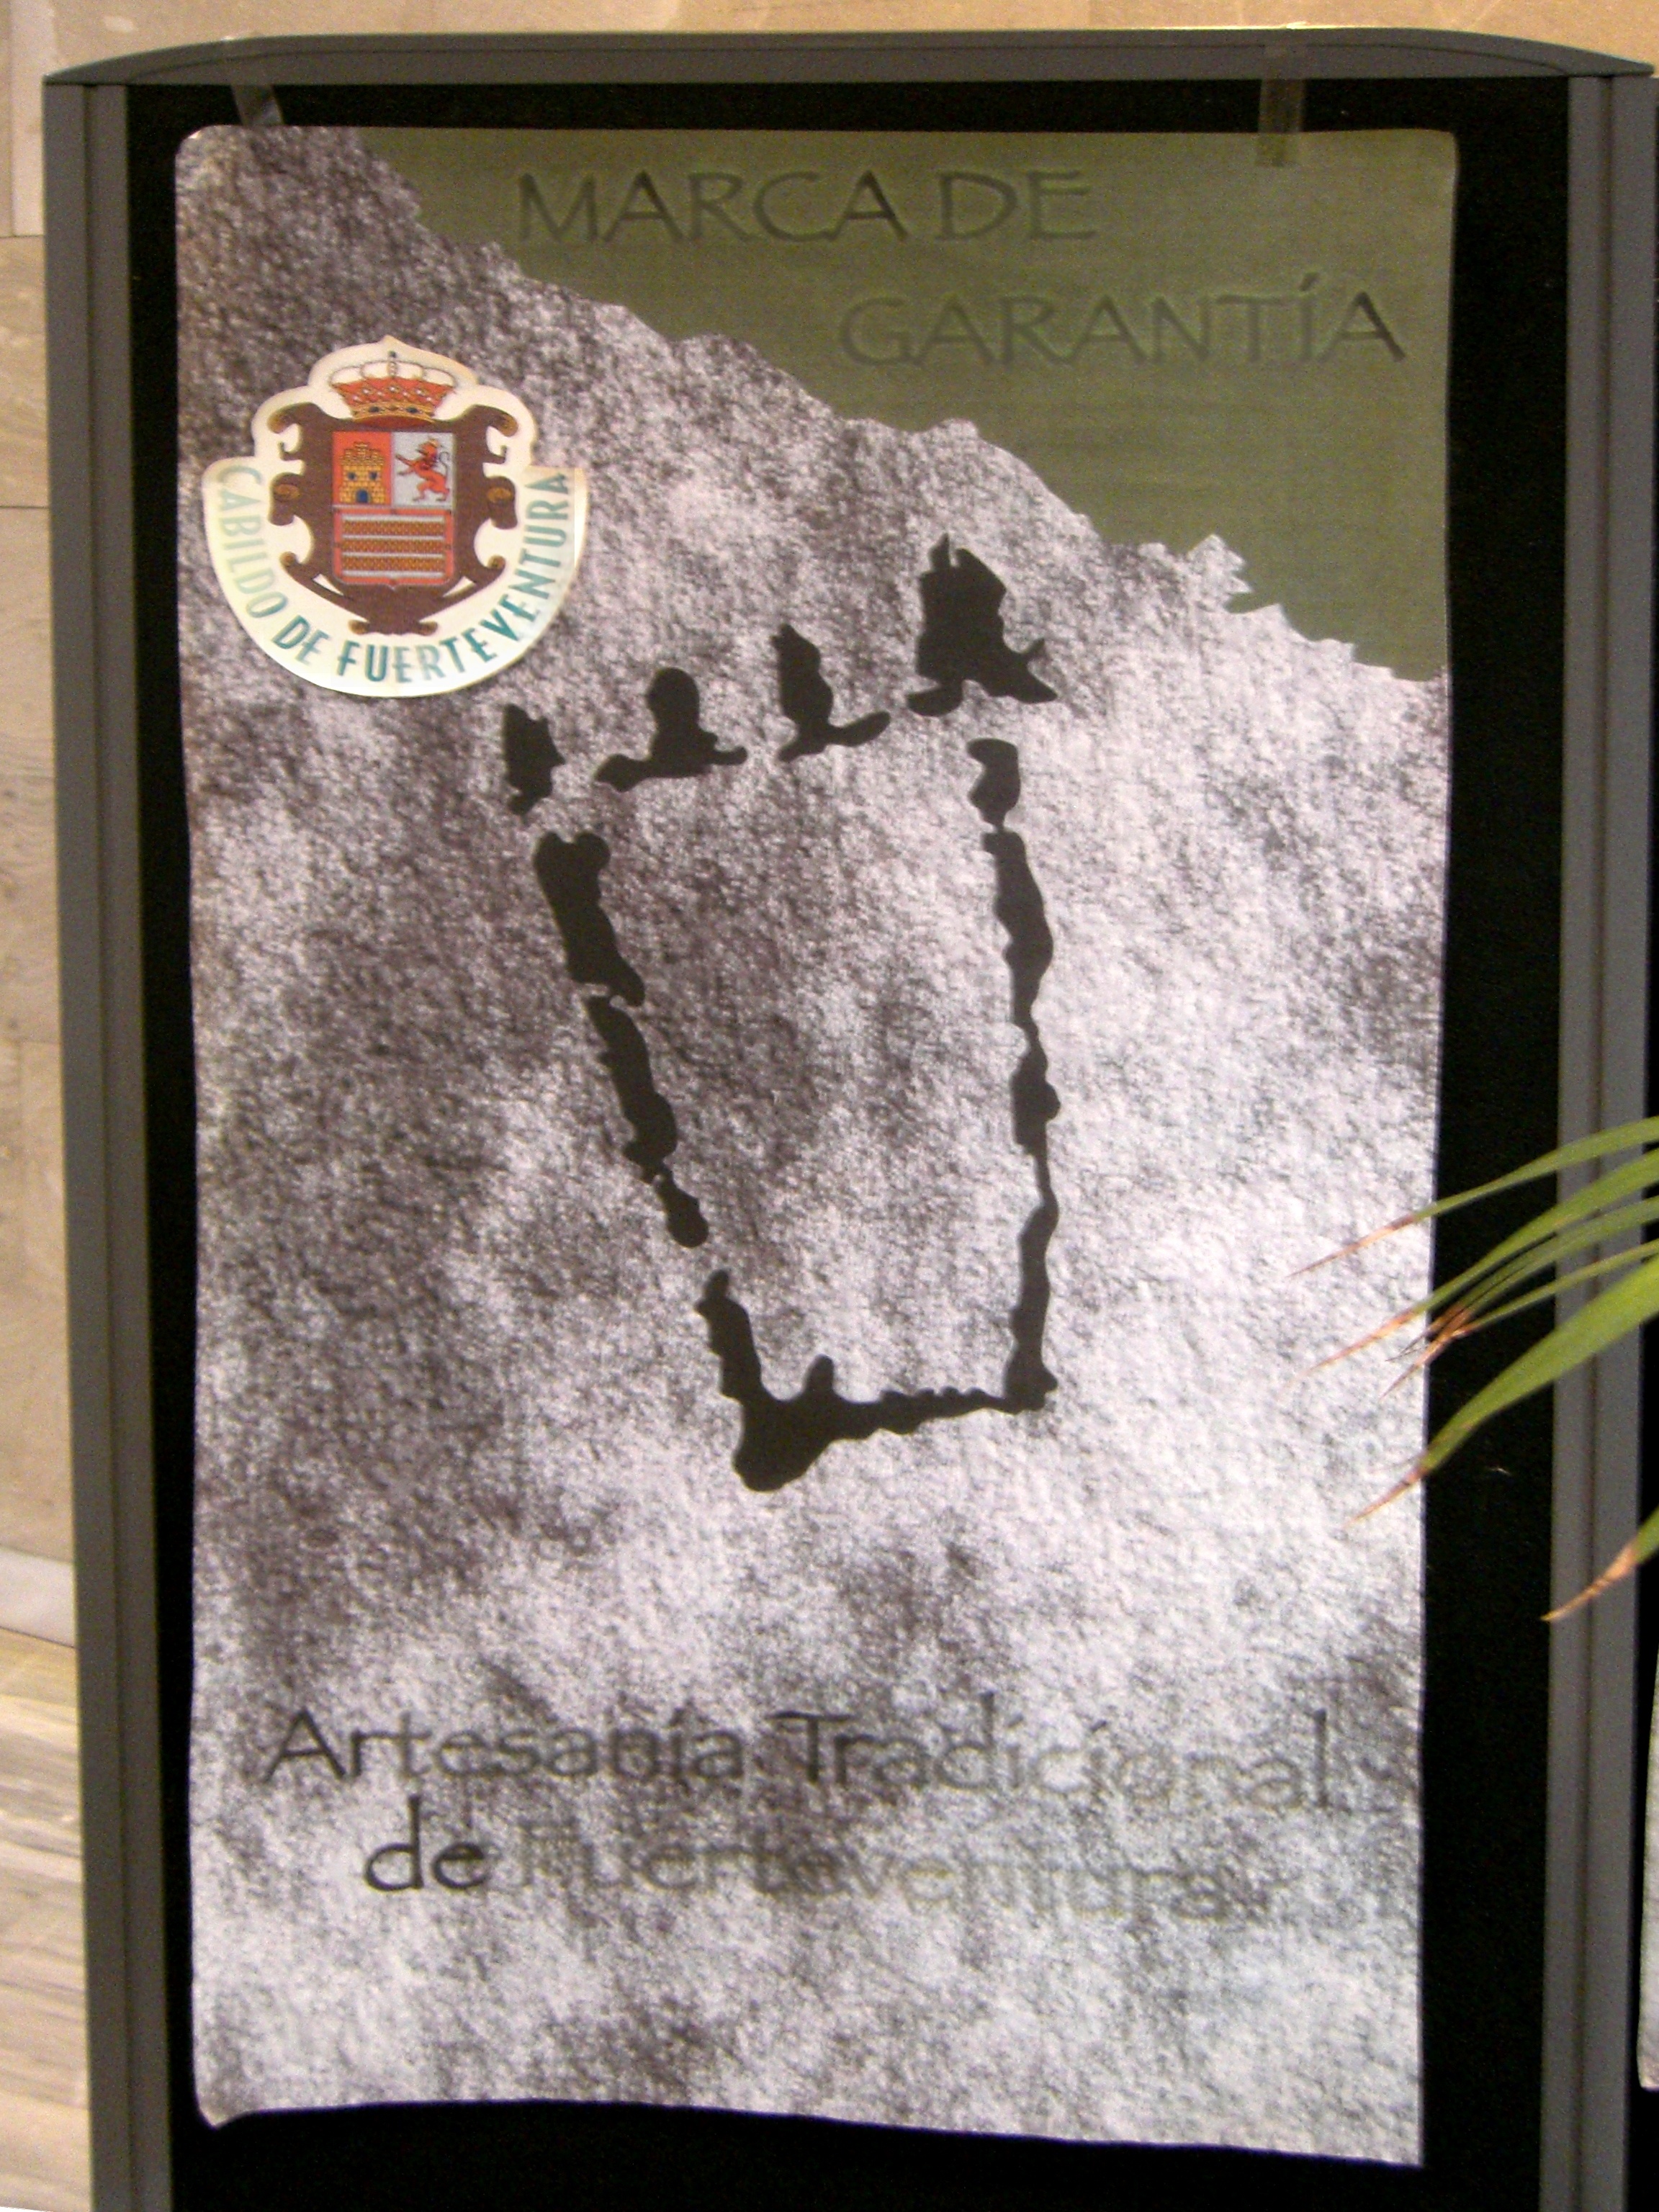 MARCA DE
GARANTÍA
CABILDO DE FUERTEVENTURA
Artesanía Tradicional
de Fuerteventura